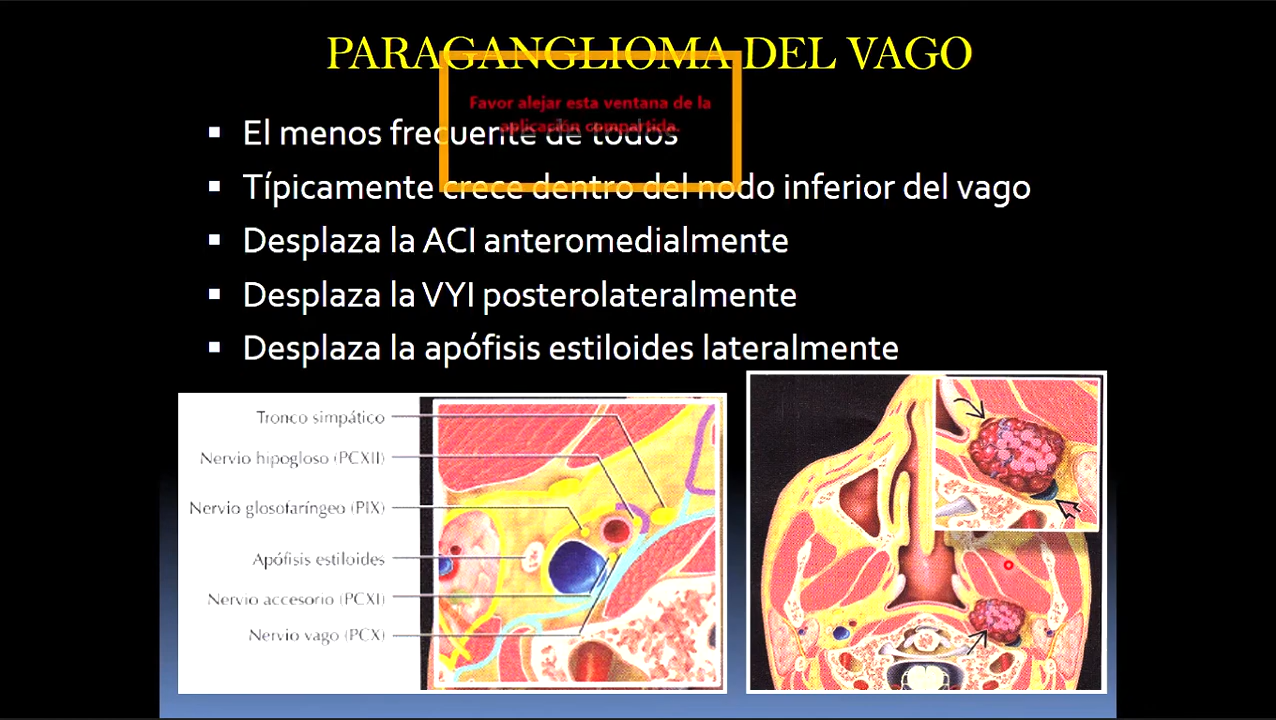 PARAGANGLIOMA DEL VAGO
Favor alejar esta ventana de la
aplicación compartida.
▪ El menos frecuente de todos
▪ Típicamente crece dentro del nodo inferior del vago
▪ Desplaza la ACI anteromedialmente
▪ Desplaza la VYI posterolateralmente
▪ Desplaza la apófisis estiloides lateralmente
Tronco simpático
Nervio hipogloso (PCXII)
Nervio glosofaríngeo (PIX)
Apófisis estiloides
Nervio accesorio (PCXI)
Nervio vago (PCX)